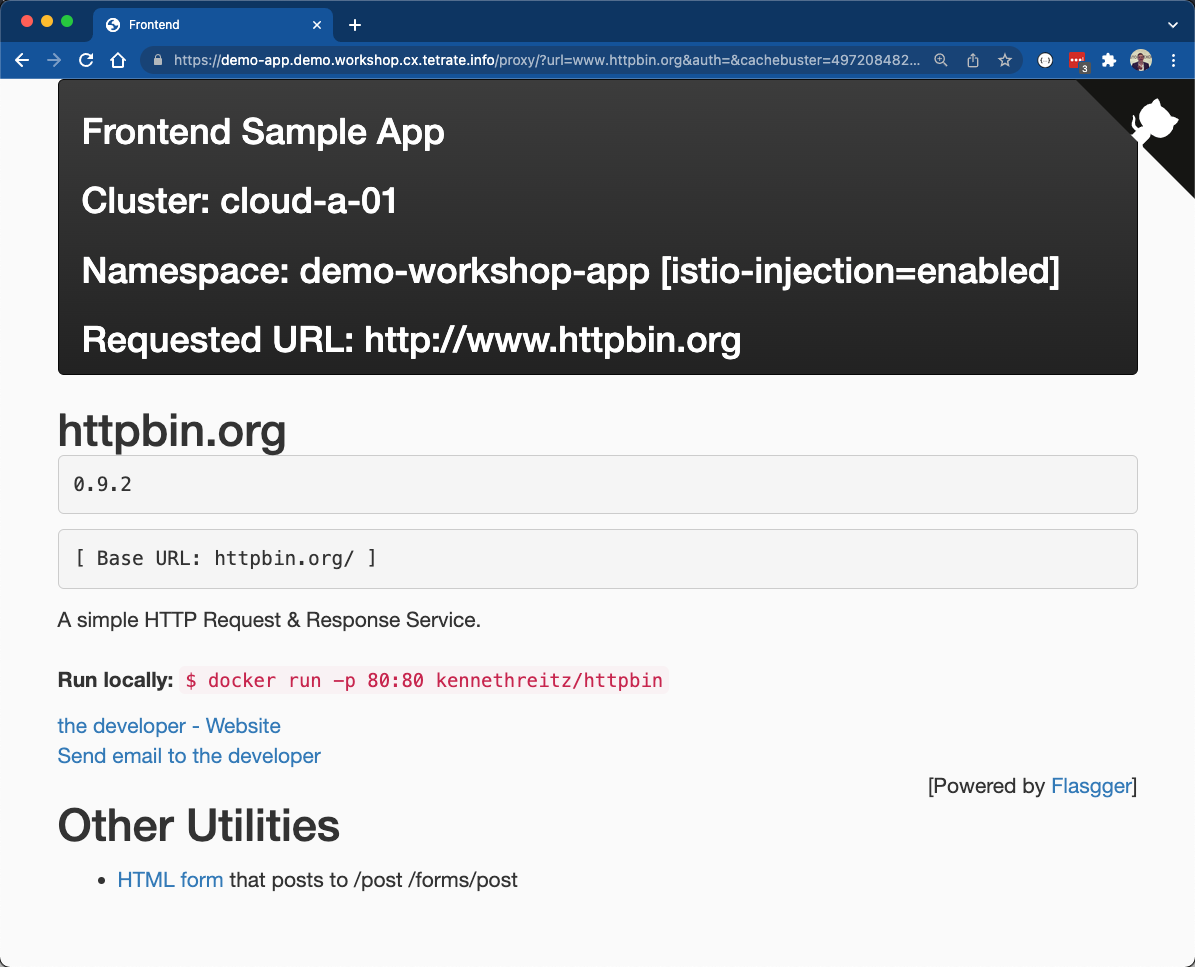 Frontend
https://demo-app.demo.workshop.cx.tetrate.info/proxy/?url=www.httpbin.org&auth=&cachebuster=497208482...
3
Frontend Sample App
Cluster: cloud-a-01
Namespace: demo-workshop-app [istio-injection=enabled]
Requested URL: http://www.httpbin.org
httpbin.org
0.9.2
[ Base URL: httpbin.org/ ]
A simple HTTP Request & Response Service.
Run locally: $ docker run -p 80:80 kennethreitz/httpbin
the developer - Website
Send email to the developer
[Powered by Flasgger]
Other Utilities
• HTML form that posts to /post /forms/post